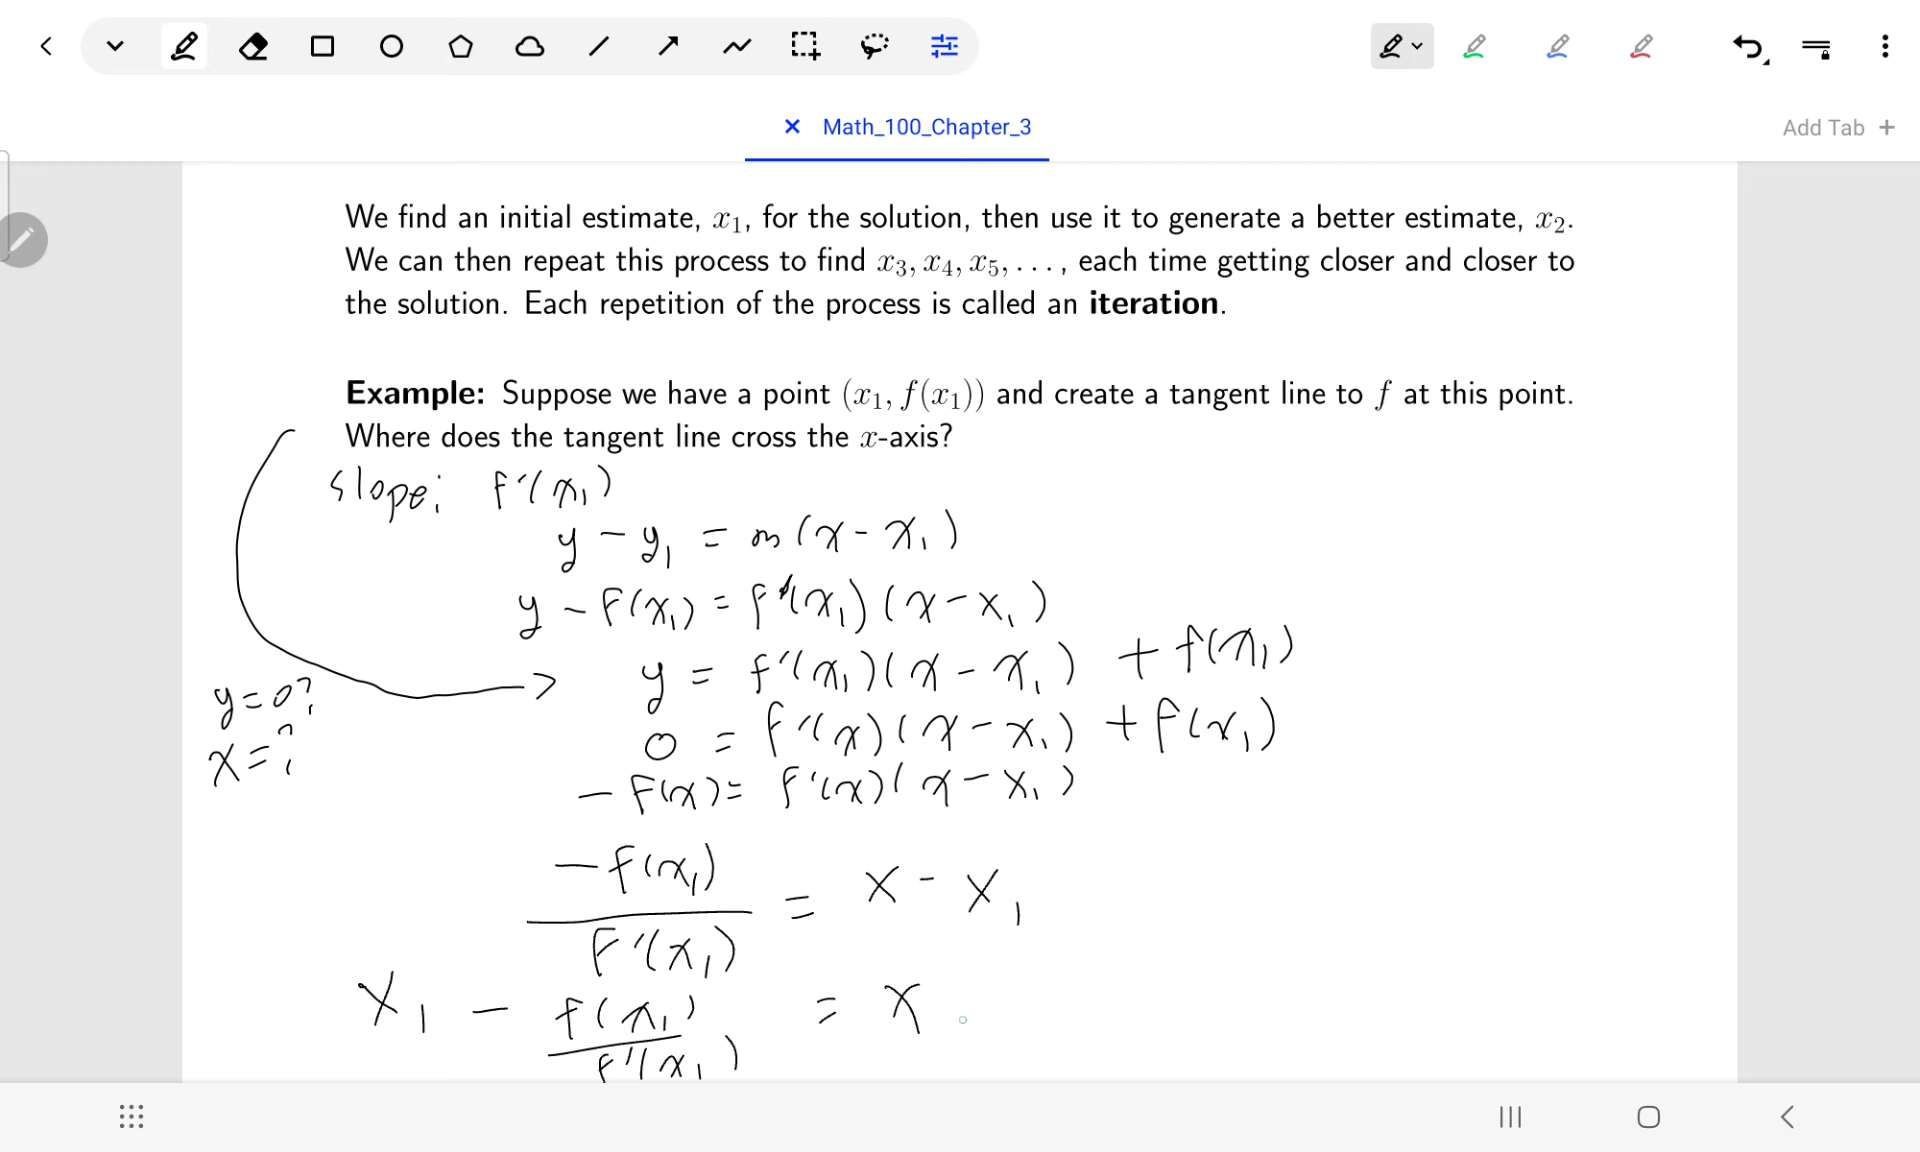 Math_100_Chapter_3
Add Tab +
We find an initial estimate, x₁, for the solution, then use it to generate a better estimate, x₂.
We can then repeat this process to find x₃, x₄, x₅, . . . , each time getting closer and closer to
the solution. Each repetition of the process is called an iteration.
Example: Suppose we have a point (x₁, f(x₁)) and create a tangent line to f at this point.
Where does the tangent line cross the x-axis?
slope: f'(x₁)
y - y₁ = m(x - x₁)
y - f(x₁) = f'(x₁)(x - x₁)
y = f'(x₁)(x - x₁) + f(x₁)
y = 0?
0 = f'(x)(x - x₁) + f(x₁)
x = ?
- f(x) = f'(x)(x - x₁)
-f(x₁) / f'(x₁) = x - x₁
x₁ - f(x₁) / f'(x₁) = x